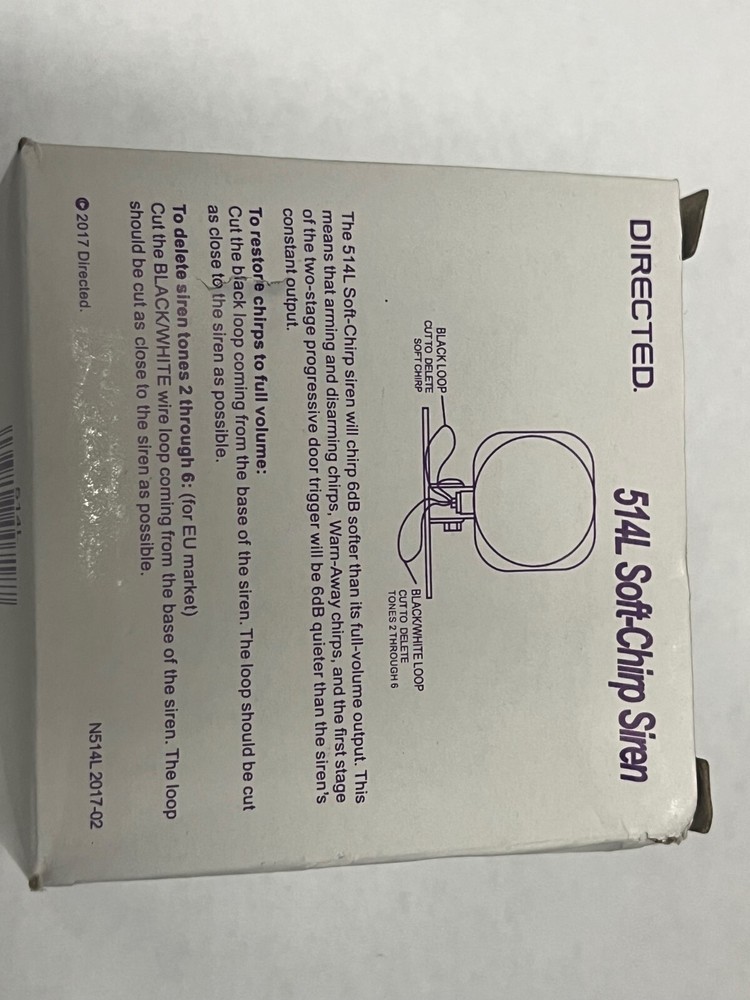 DIRECTED.
514L Soft-Chirp Siren
BLACK LOOP
CUT TO DELETE
SOFT CHIRP
BLACK/WHITE LOOP
CUT TO DELETE
TONES 2 THROUGH 6
The 514L Soft-Chirp siren will chirp 6dB softer than its full-volume output. This
means that arming and disarming chirps, Warn-Away chirps, and the first stage
of the two-stage progressive door trigger will be 6dB quieter than the siren's
constant output.
To restore chirps to full volume:
Cut the black loop coming from the base of the siren. The loop should be cut
as close to the siren as possible.
To delete siren tones 2 through 6: (for EU market)
Cut the BLACK/WHITE wire loop coming from the base of the siren. The loop
should be cut as close to the siren as possible.
© 2017 Directed.
N514L 2017-02
514L